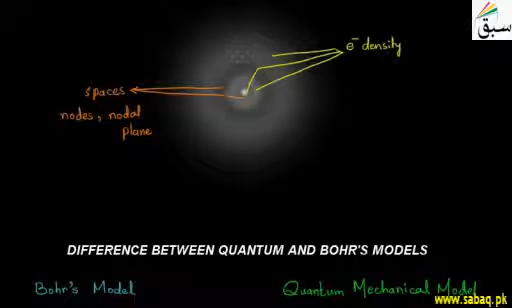 سبق
e⁻ density
spaces
nodes, nodal
plane
DIFFERENCE BETWEEN QUANTUM AND BOHR'S MODELS
Bohr's Model
Quantum Mechanical Model
www.sabaq.pk